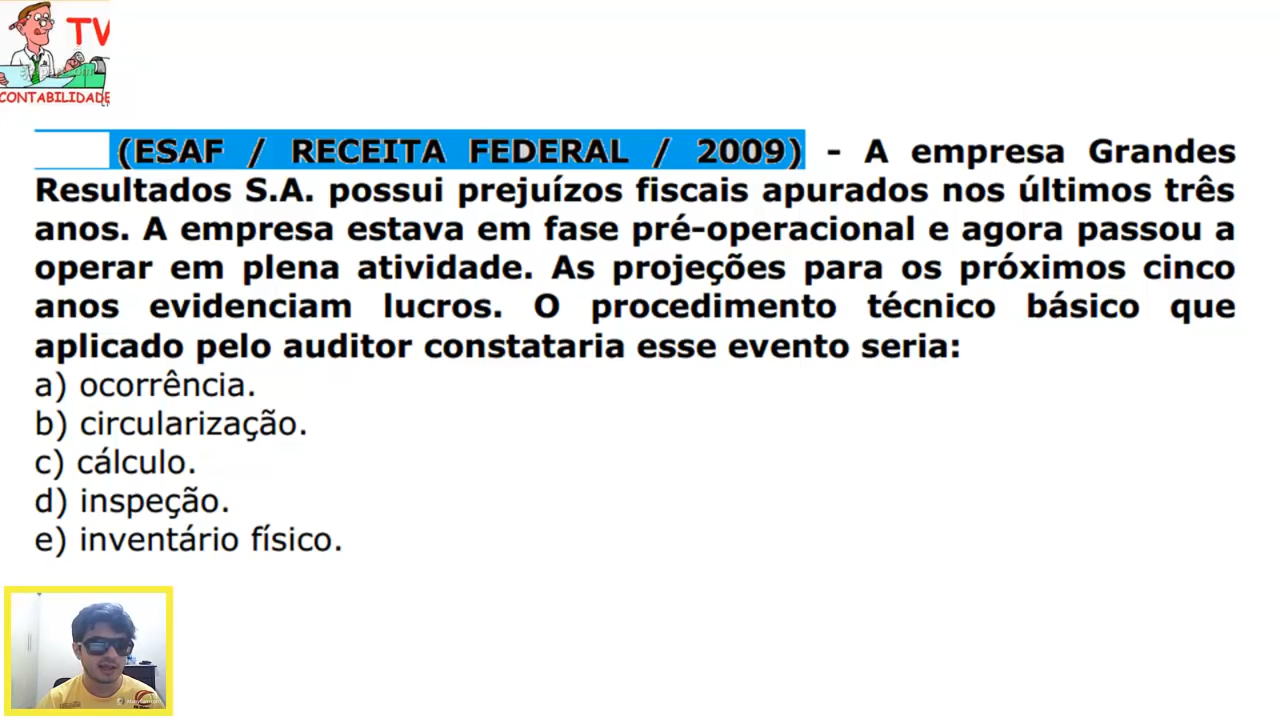 TV
CONTABILIDADE
(ESAF / RECEITA FEDERAL / 2009) - A empresa Grandes
Resultados S.A. possui prejuízos fiscais apurados nos últimos três
anos. A empresa estava em fase pré-operacional e agora passou a
operar em plena atividade. As projeções para os próximos cinco
anos evidenciam lucros. O procedimento técnico básico que
aplicado pelo auditor constataria esse evento seria:
a) ocorrência.
b) circularização.
c) cálculo.
d) inspeção.
e) inventário físico.